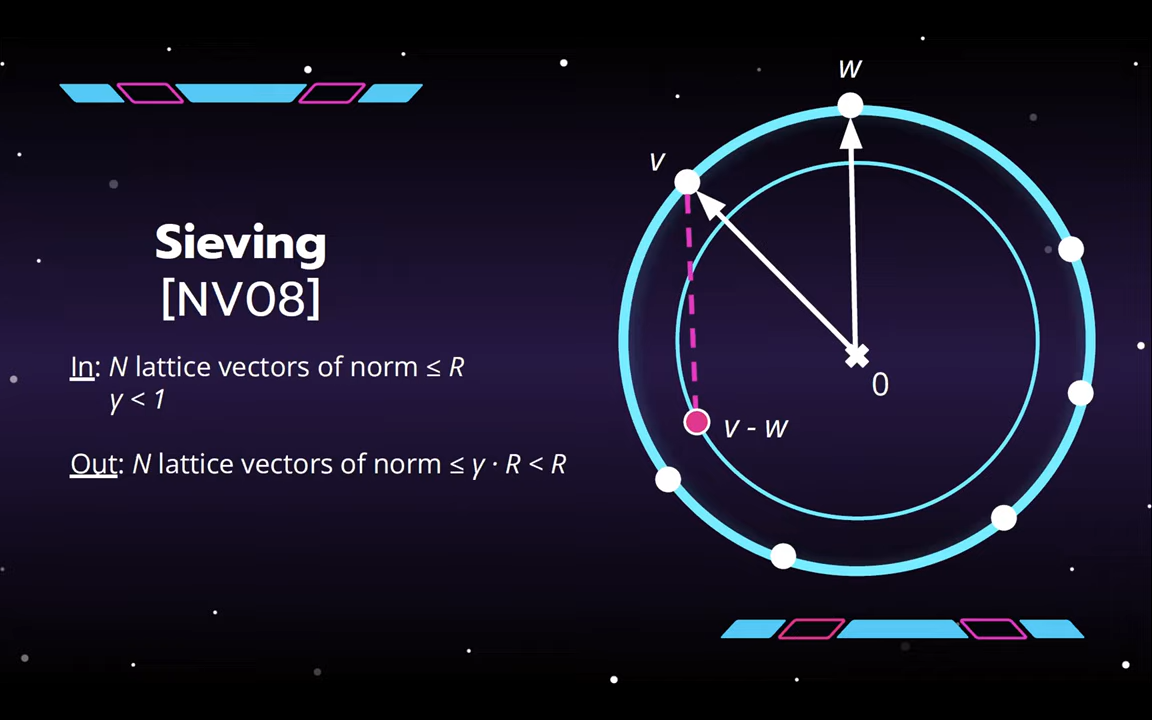 Sieving
[NV08]
In: N lattice vectors of norm ≤ R
γ < 1
Out: N lattice vectors of norm ≤ γ · R < R
w
v
0
v - w